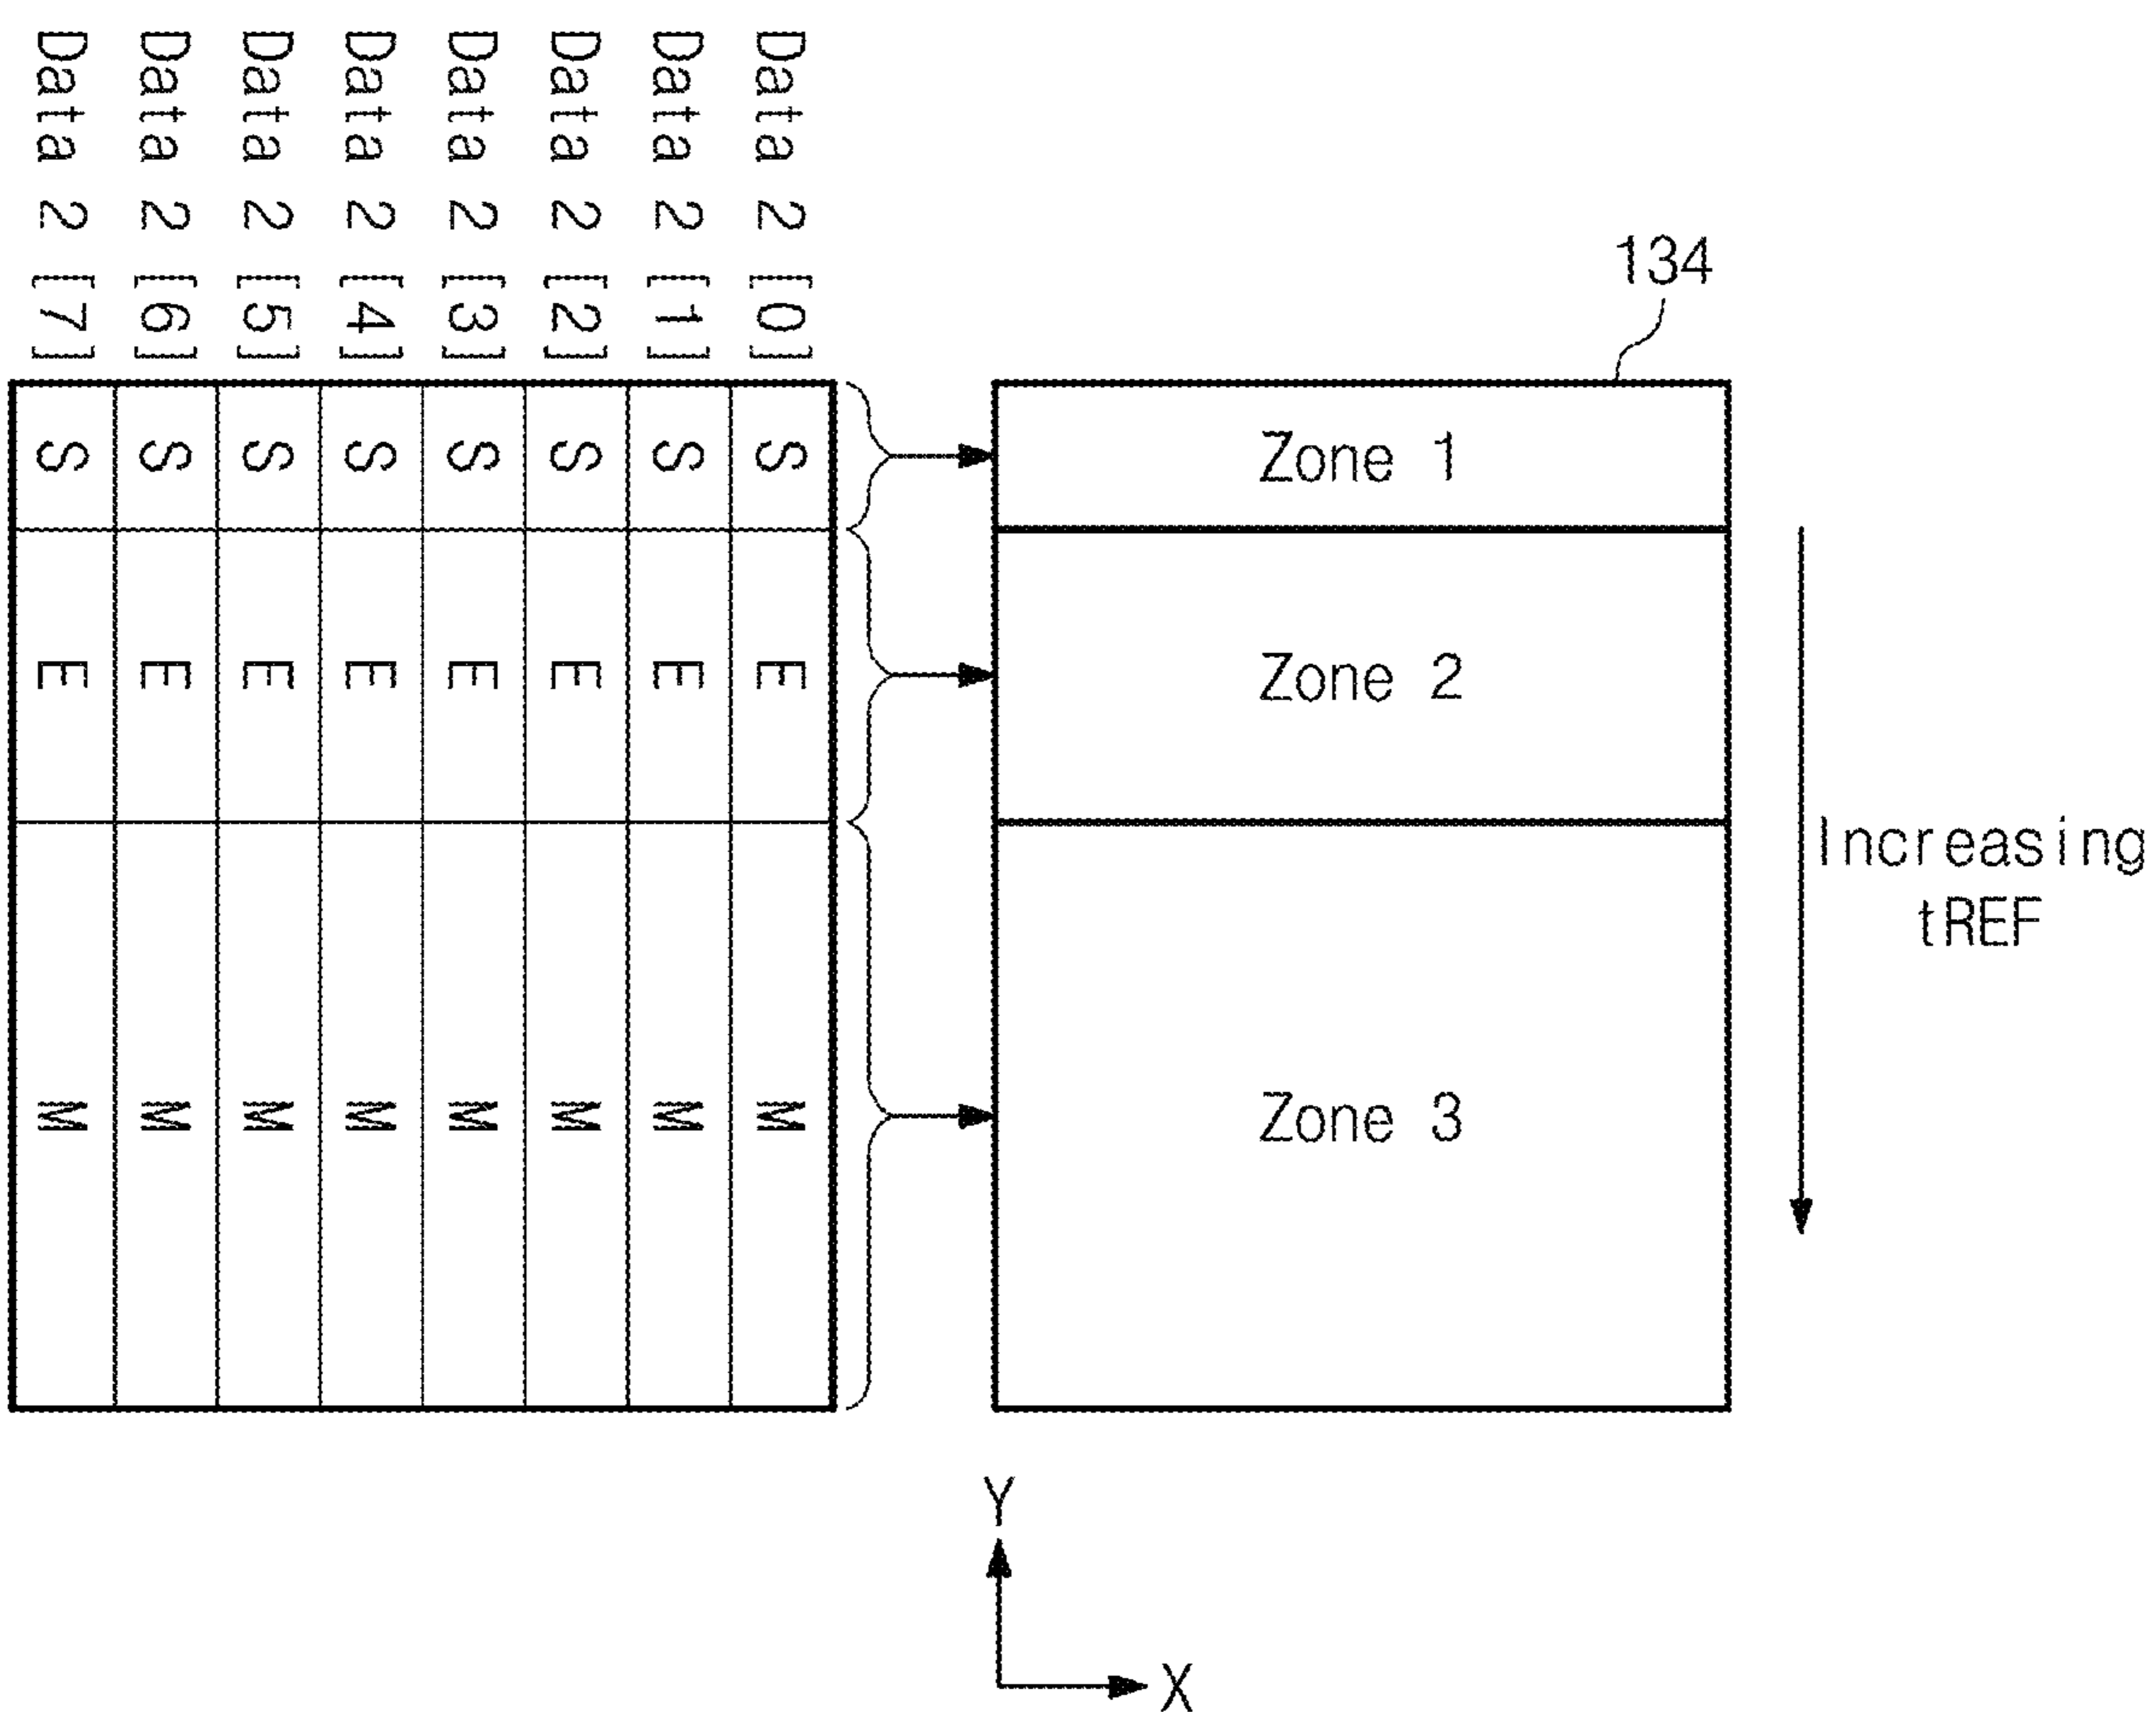 Data 2 [7]
Data 2 [6]
Data 2 [5]
Data 2 [4]
Data 2 [3]
Data 2 [2]
Data 2 [1]
Data 2 [0]
134
S S S S S S S S
Zone 1
E E E E E E E E
Zone 2
Increasing
tREF
M M M M M M M M
Zone 3
Y
X